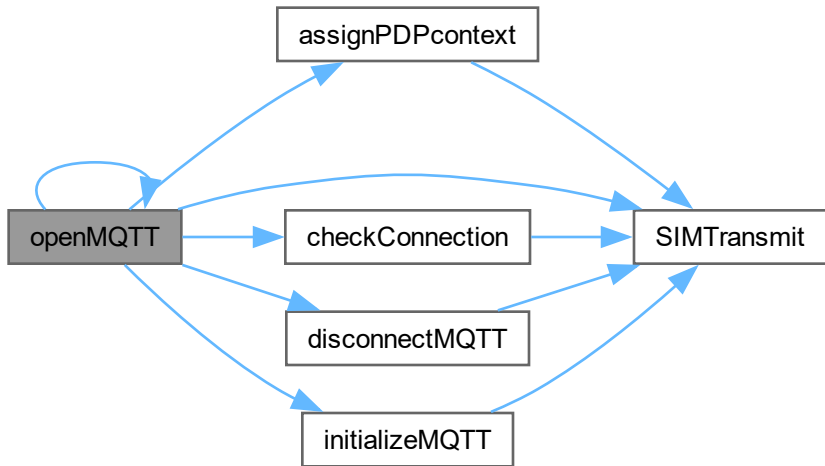 assignPDPcontext
openMQTT
checkConnection
SIMTransmit
disconnectMQTT
initializeMQTT